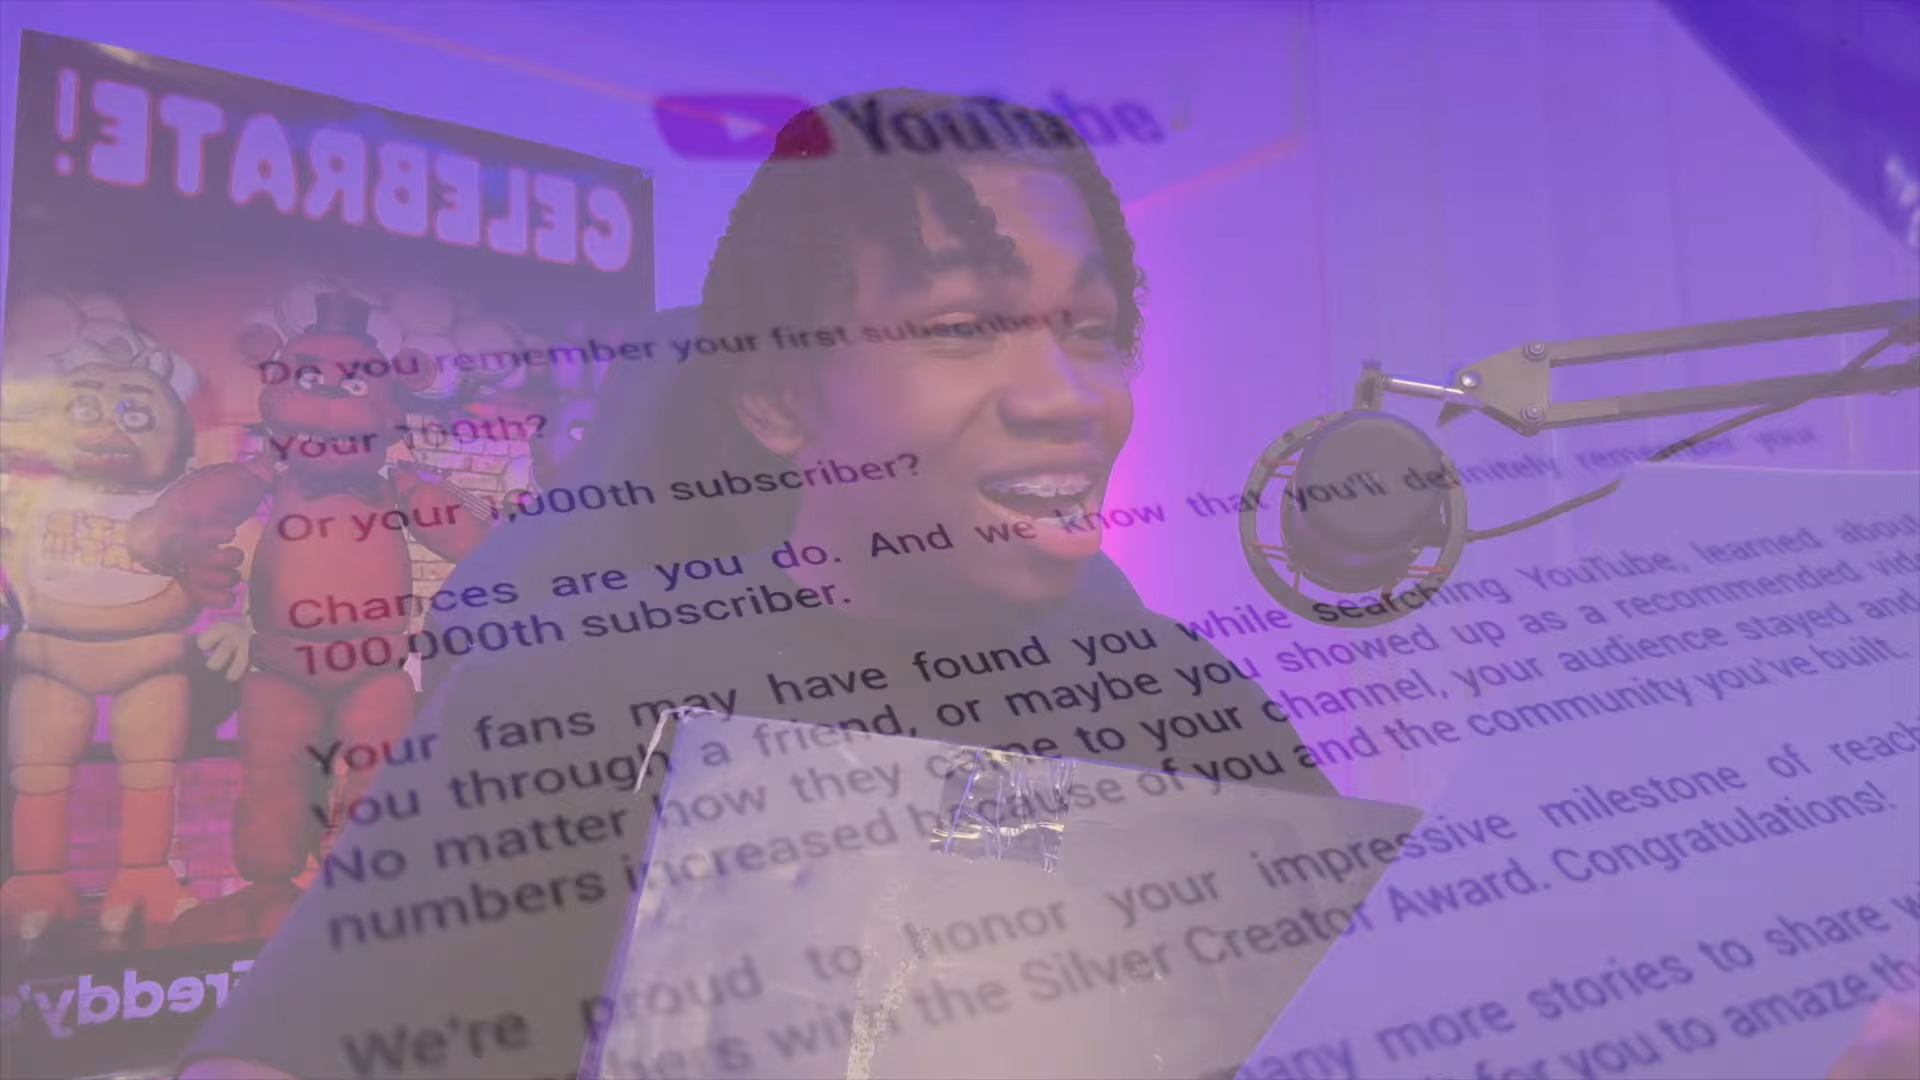 CELEBRATE!
YouTube
Do you remember your first subscriber?
Your 100th?
Or your 1,000th subscriber?
Chances are you do. And we know that you'll definitely remember your
100,000th subscriber.
Your fans may have found you while searching YouTube, learned about
you through a friend, or maybe you showed up as a recommended
No matter how they came to your channel, your audience stayed and
numbers increased because of you and the community you've built.
We're proud to honor your impressive milestone of
with the Silver Creator Award. Congratulations!
many more stories to share
for you to amaze
Freddy's